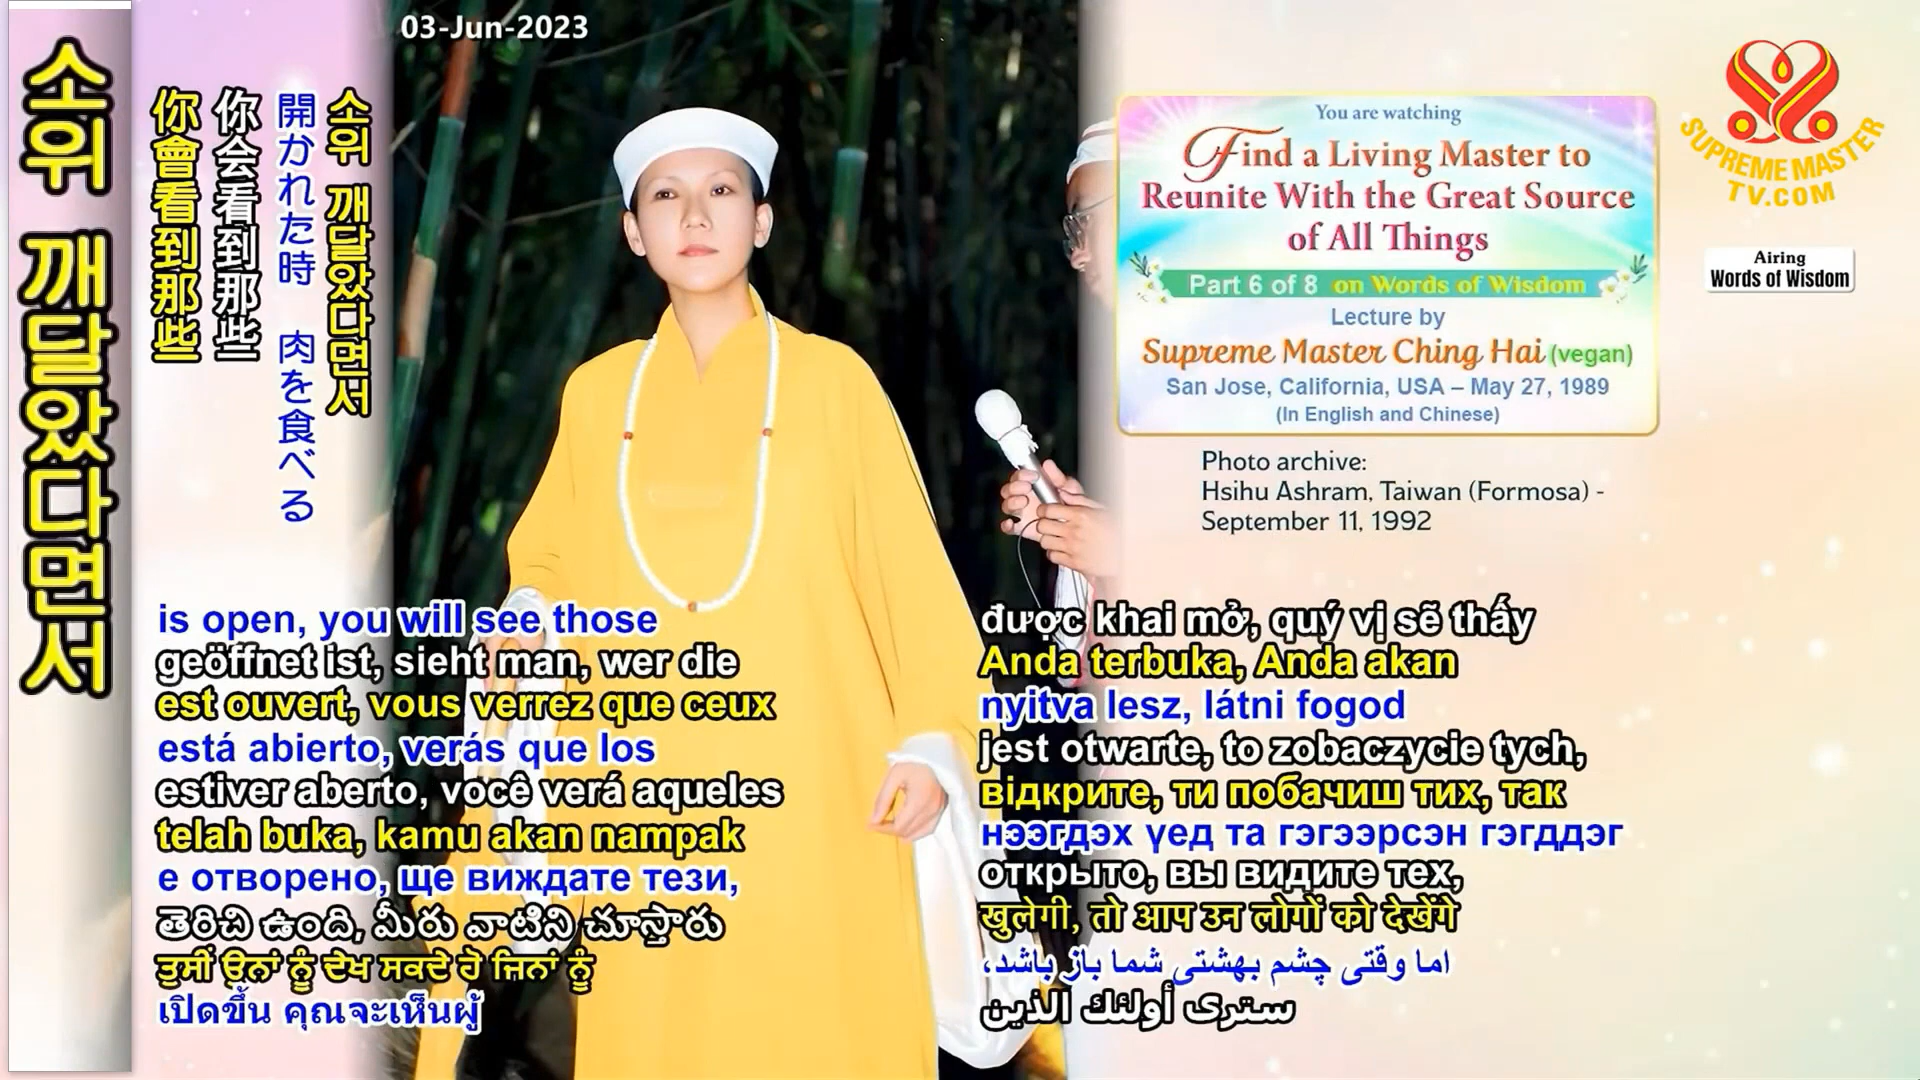 소위 깨달았다면서
03-Jun-2023
你會看到那些
你会看到那些
開かれた時 肉を食べる
소위 깨달았다면서
is open, you will see those
geöffnet ist, sieht man, wer die
est ouvert, vous verrez que ceux
está abierto, verás que los
estiver aberto, você verá aqueles
telah buka, kamu akan nampak
е отворено, ще виждате тези,
తెరిచి ఉంది, మీరు వాటిని చూస్తారు
ਤੁਸੀਂ ਉਨਾਂ ਨੂੰ ਦੇਖ ਸਕਦੇ ਹੋ ਜਿਨਾਂ ਨੂੰ
เปิดขึ้น คุณจะเห็นผู้
được khai mở, quý vị sẽ thấy
Anda terbuka, Anda akan
nyitva lesz, látni fogod
jest otwarte, to zobaczycie tych,
відкрите, ти побачиш тих, так
нээгдэх үед та гэгээрсэн гэгддэг
открыто, вы видите тех,
खुलेगी, तो आप उन लोगों को देखेंगे
اما وقتی چشم بهشتی شما باز باشد،
سترى أولئك الذين
You are watching
Find a Living Master to
Reunite With the Great Source
of All Things
Part 6 of 8 on Words of Wisdom
Lecture by
Supreme Master Ching Hai (vegan)
San Jose, California, USA – May 27, 1989
(In English and Chinese)
Photo archive:
Hsihu Ashram, Taiwan (Formosa) -
September 11, 1992
SUPREME MASTER
TV.COM
Airing
Words of Wisdom